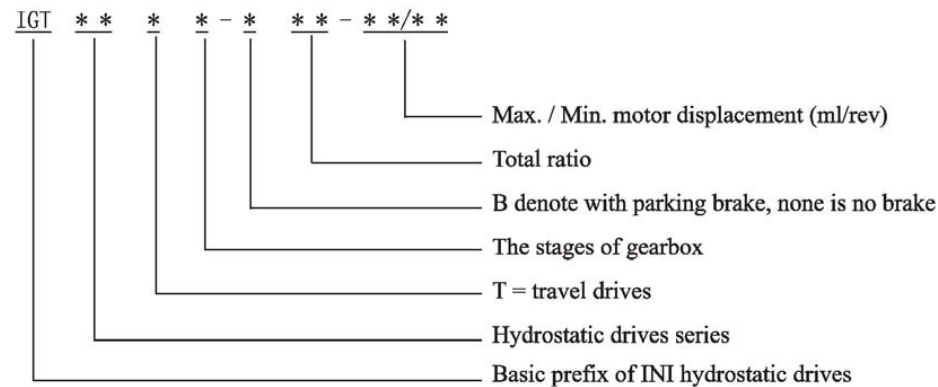 IGT ** * *-* **-**/**
Max. / Min. motor displacement (ml/rev)
Total ratio
B denote with parking brake, none is no brake
The stages of gearbox
T = travel drives
Hydrostatic drives series
Basic prefix of INI hydrostatic drives